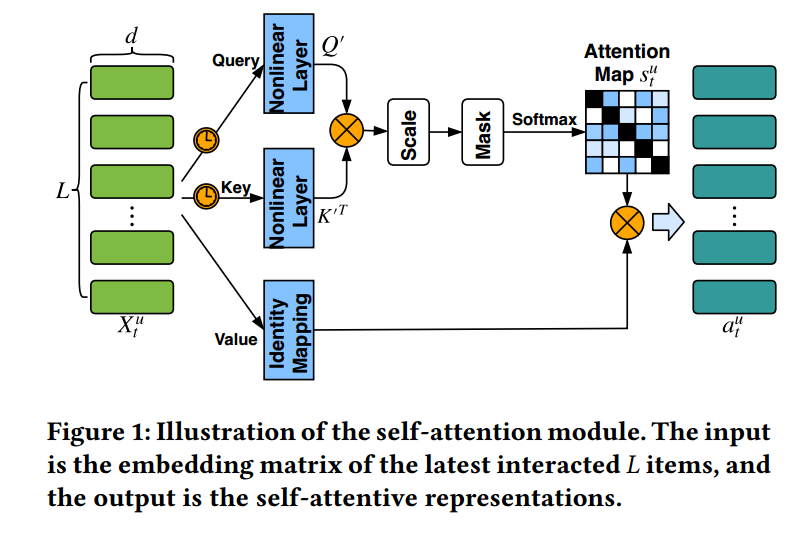 d
L
X_t^u
Query
Key
Value
Nonlinear
Layer
Q′
Nonlinear
Layer
K′^T
Identity
Mapping
Scale
Mask
Softmax
Attention
Map s_t^u
a_t^u
Figure 1: Illustration of the self-attention module. The input
is the embedding matrix of the latest interacted L items, and
the output is the self-attentive representations.